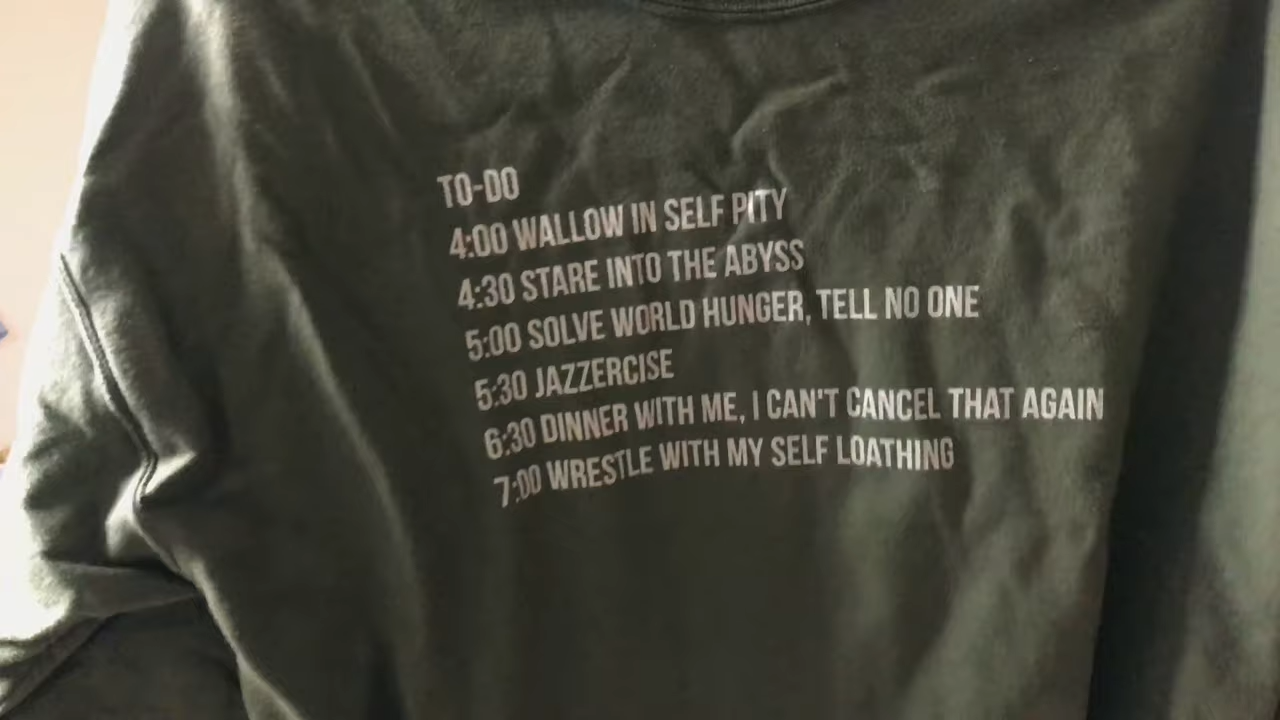 TO-DO
4:00 WALLOW IN SELF PITY
4:30 STARE INTO THE ABYSS
5:00 SOLVE WORLD HUNGER, TELL NO ONE
5:30 JAZZERCISE
6:30 DINNER WITH ME, I CAN'T CANCEL THAT AGAIN
7:00 WRESTLE WITH MY SELF LOATHING